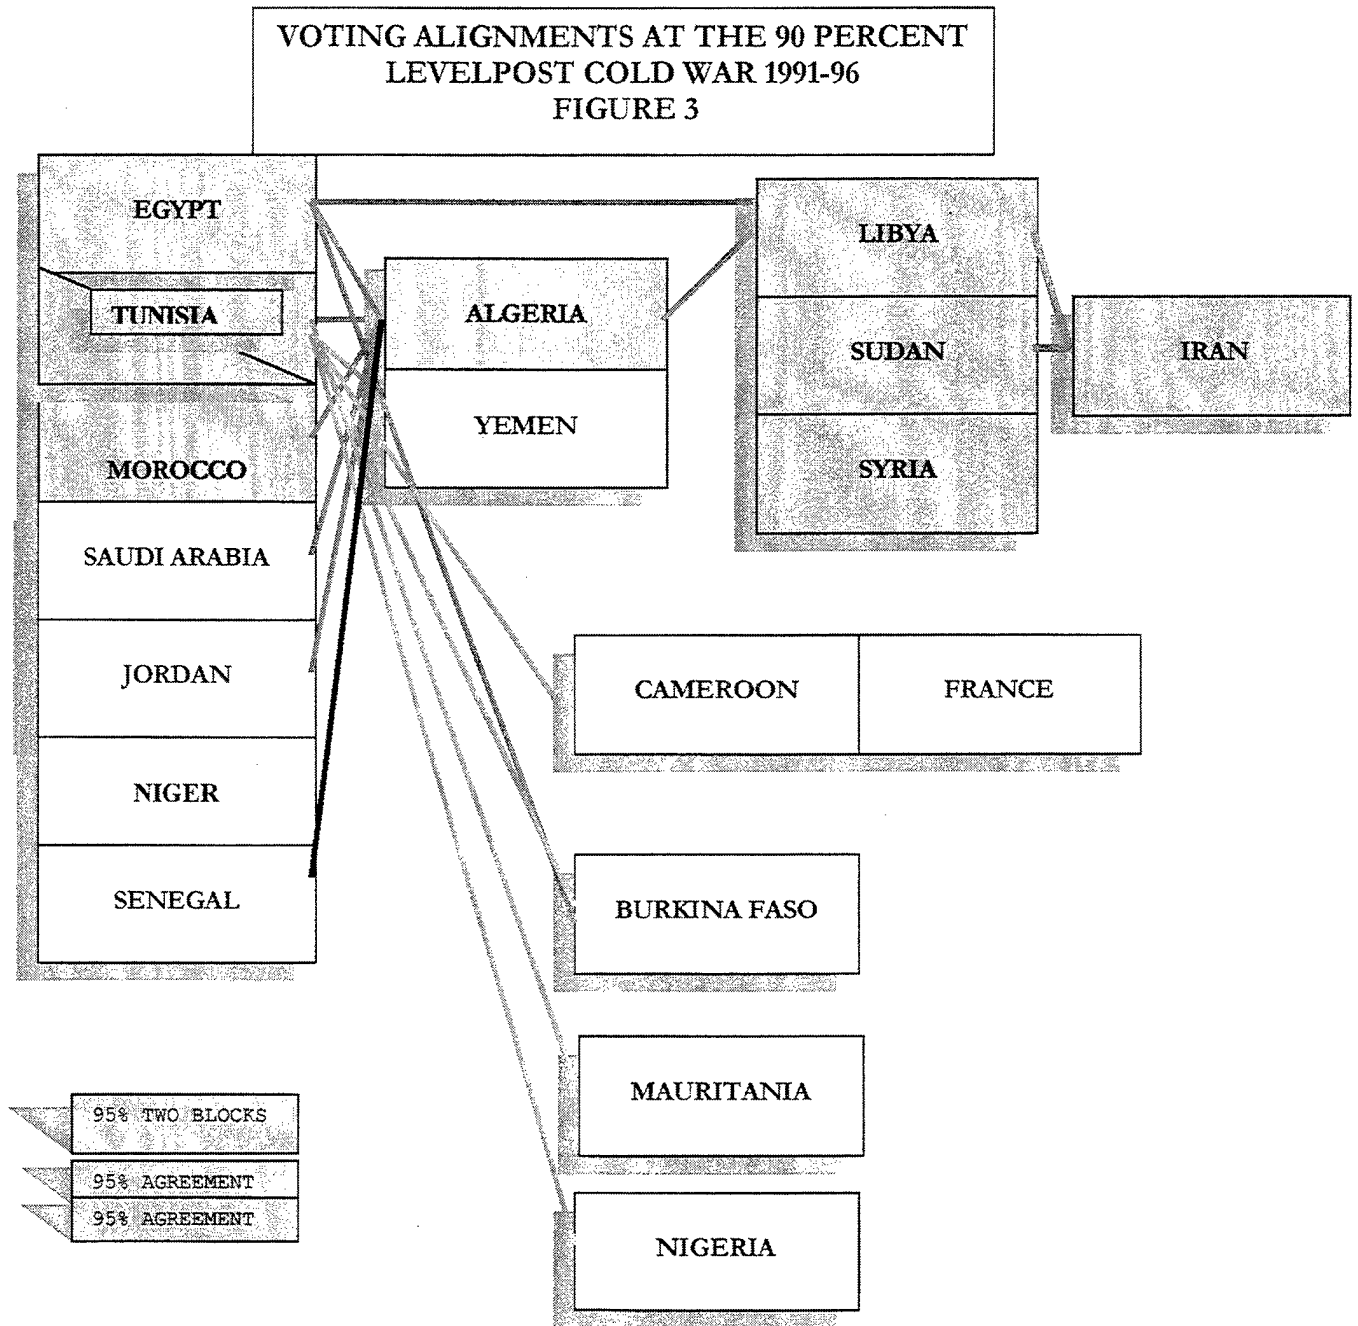 VOTING ALIGNMENTS AT THE 90 PERCENT
LEVELPOST COLD WAR 1991-96
FIGURE 3
EGYPT
TUNISIA
MOROCCO
SAUDI ARABIA
JORDAN
NIGER
SENEGAL
ALGERIA
YEMEN
LIBYA
SUDAN
SYRIA
IRAN
CAMEROON
FRANCE
BURKINA FASO
MAURITANIA
NIGERIA
95% TWO BLOCKS
95% AGREEMENT
95% AGREEMENT